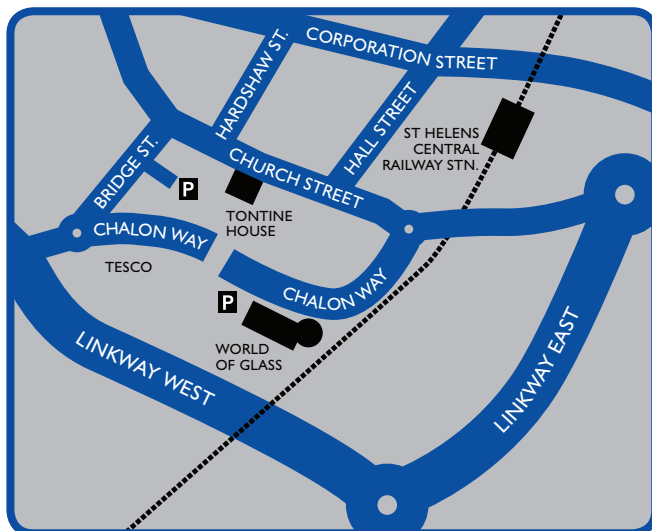 CORPORATION STREET
HARDSHAW ST.
HALL STREET
ST HELENS
CENTRAL
RAILWAY STN.
BRIDGE ST.
CHURCH STREET
P
TONTINE
HOUSE
CHALON WAY
TESCO
CHALON WAY
P
WORLD
OF GLASS
LINKWAY WEST
LINKWAY EAST